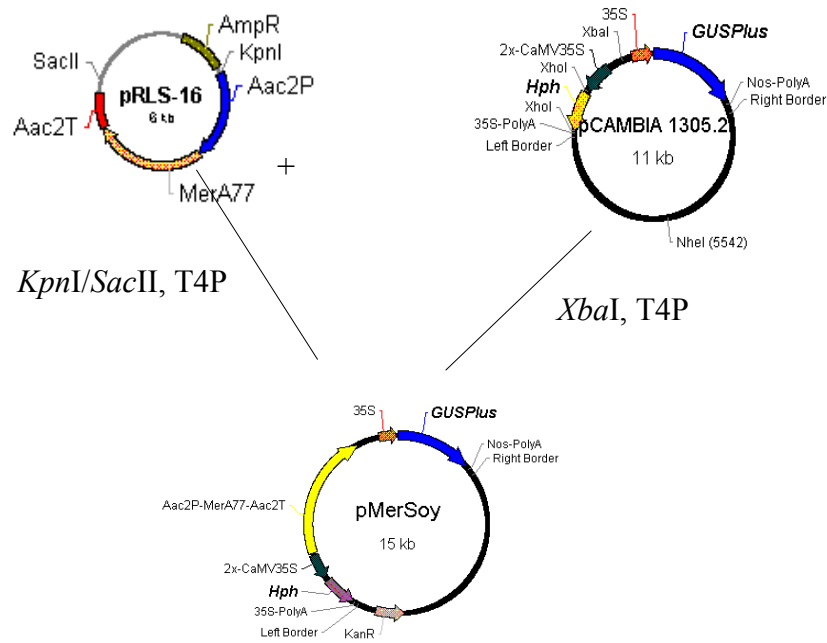 AmpR
KpnI
SacII
pRLS-16
6 kb
Aac2P
Aac2T
MerA77
+
35S
XbaI
GUSPlus
2x-CaMV35S
XhoI
Hph
XhoI
35S-PolyA
Left Border
Nos-PolyA
Right Border
pCAMBIA 1305.2
11 kb
NheI (5542)
KpnI/SacII, T4P
XbaI, T4P
35S
GUSPlus
Nos-PolyA
Right Border
Aac2P-MerA77-Aac2T
pMerSoy
15 kb
2x-CaMV35S
Hph
35S-PolyA
Left Border
KanR